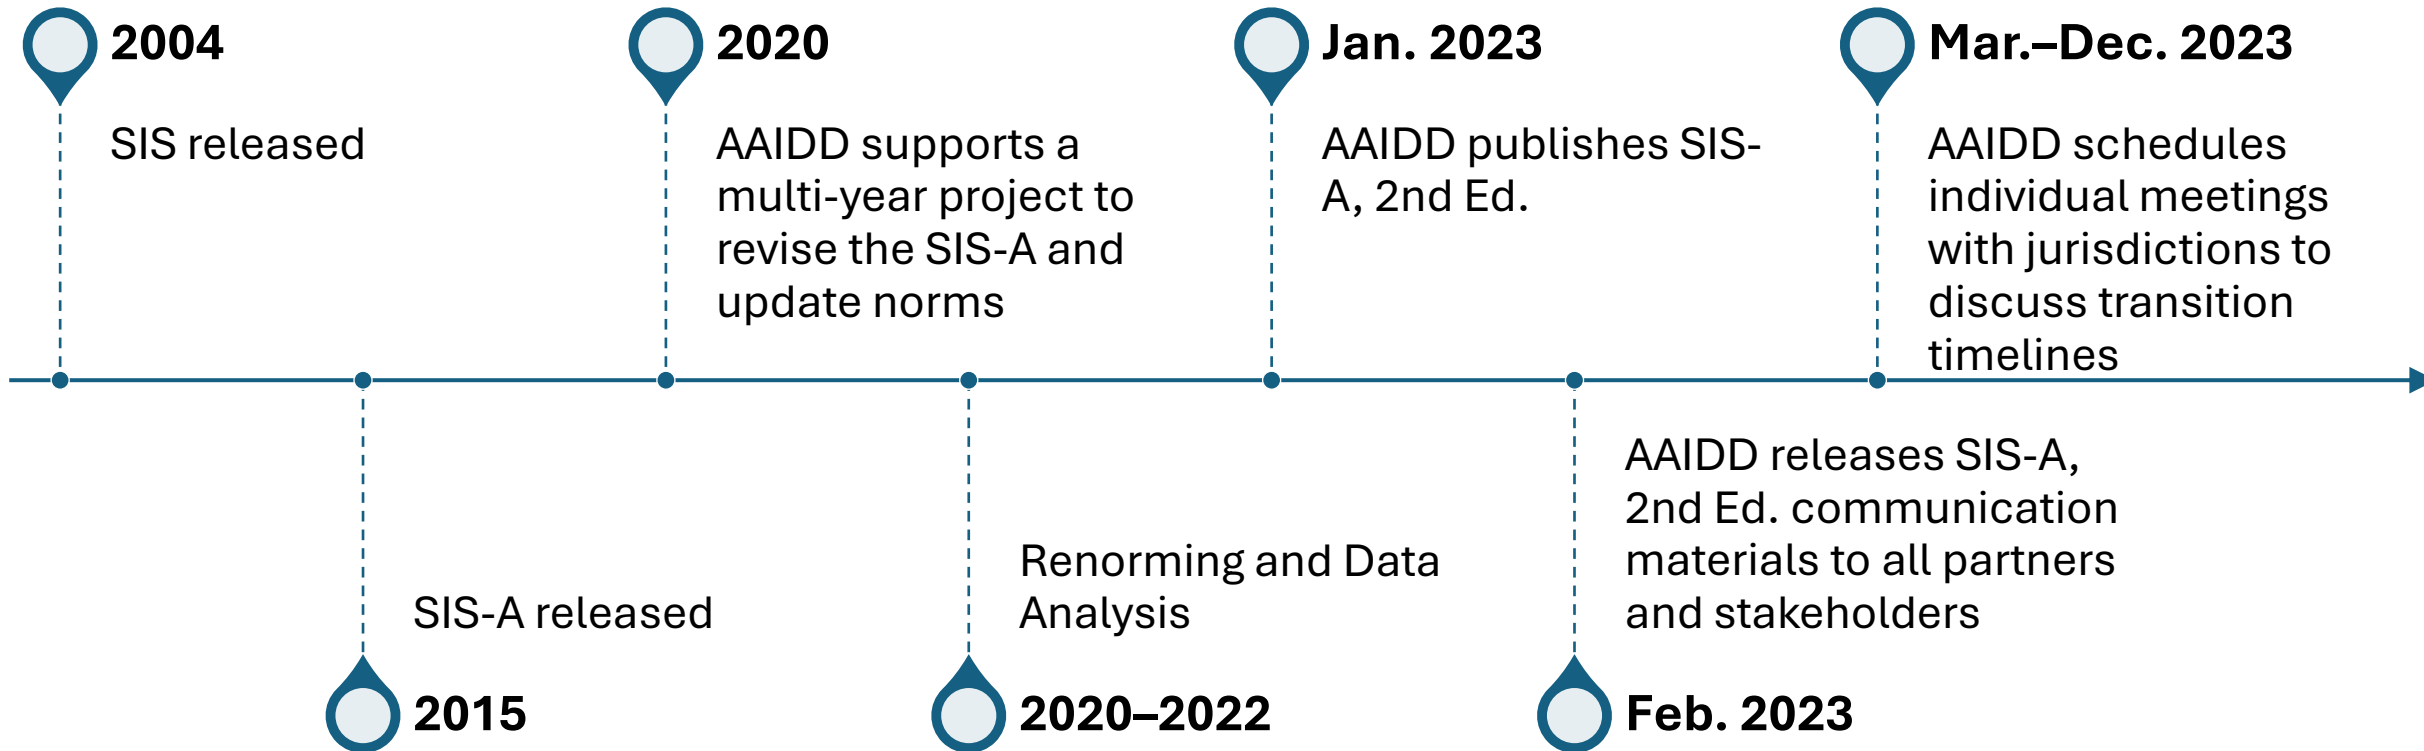 2004
SIS released
2015
SIS-A released
2020
AAIDD supports a
multi-year project to
revise the SIS-A and
update norms
2020–2022
Renorming and Data
Analysis
Jan. 2023
AAIDD publishes SIS-
A, 2nd Ed.
Feb. 2023
AAIDD releases SIS-A,
2nd Ed. communication
materials to all partners
and stakeholders
Mar.–Dec. 2023
AAIDD schedules
individual meetings
with jurisdictions to
discuss transition
timelines